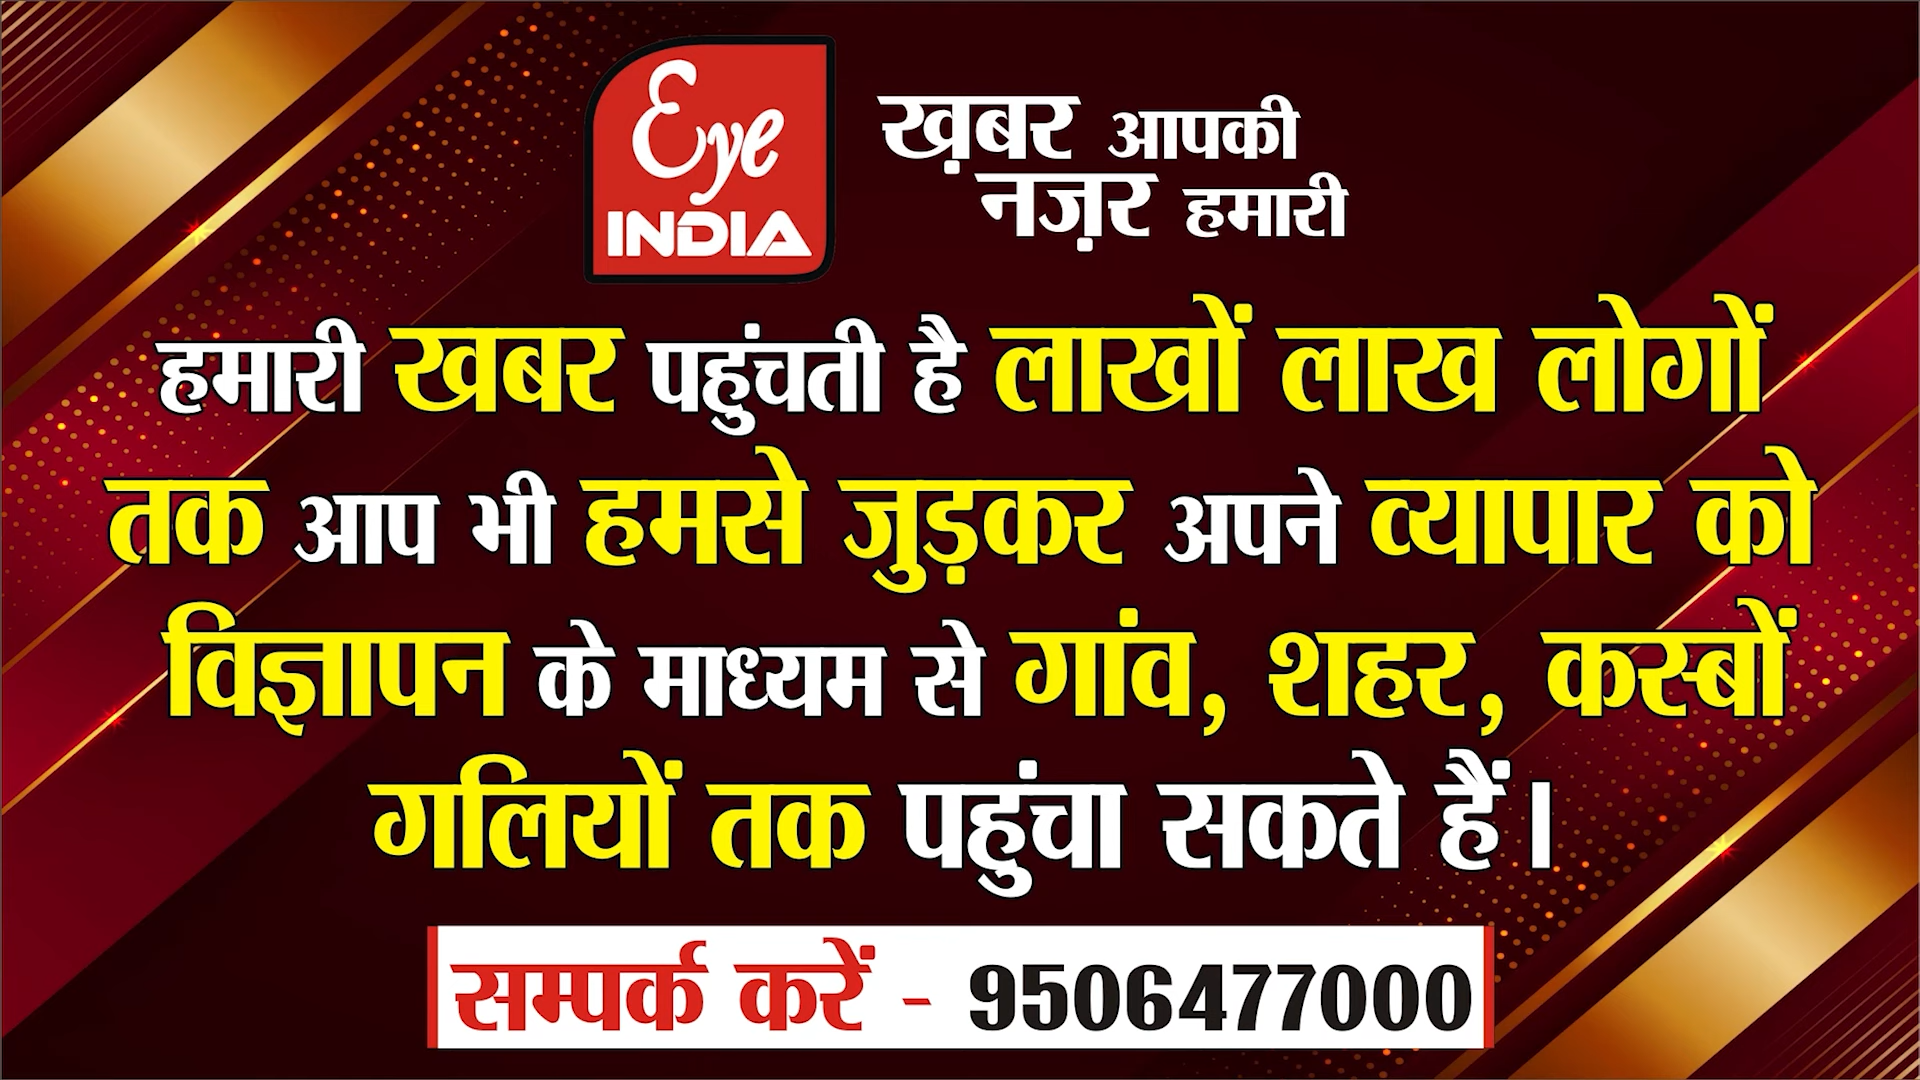 Eye
INDIA
ख़बर आपकी
नज़र हमारी
हमारी खबर पहुंचती है लाखों लाख लोगों
तक आप भी हमसे जुड़कर अपने व्यापार को
विज्ञापन के माध्यम से गांव, शहर, कस्बों
गलियों तक पहुंचा सकते हैं।
सम्पर्क करें - 9506477000